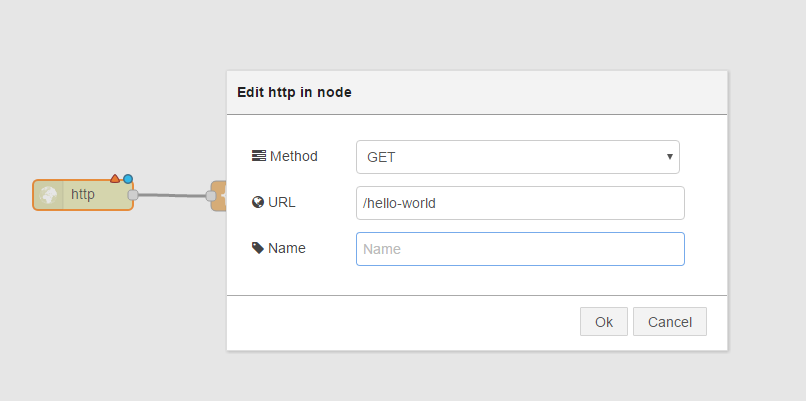 Edit http in node
Method
GET
http
URL
/hello-world
Name
Name
Ok
Cancel